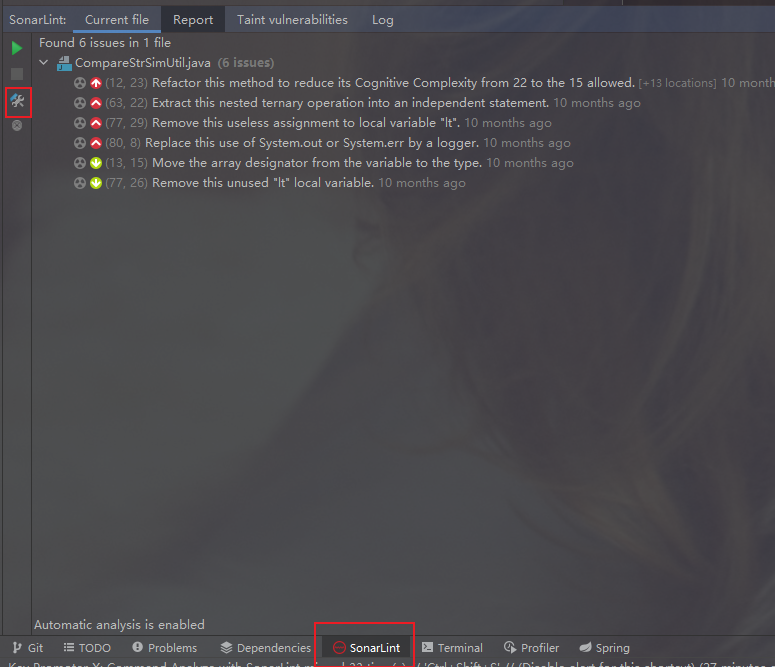 SonarLint: Current file Report Taint vulnerabilities Log
Found 6 issues in 1 file
CompareStrSimUtil.java (6 issues)
(12, 23) Refactor this method to reduce its Cognitive Complexity from 22 to the 15 allowed. [+13 locations] 10 month
(63, 22) Extract this nested ternary operation into an independent statement. 10 months ago
(77, 29) Remove this useless assignment to local variable "lt". 10 months ago
(80, 8) Replace this use of System.out or System.err by a logger. 10 months ago
(13, 15) Move the array designator from the variable to the type. 10 months ago
(77, 26) Remove this unused "lt" local variable. 10 months ago
Automatic analysis is enabled
Git TODO Problems Dependencies SonarLint Terminal Profiler Spring